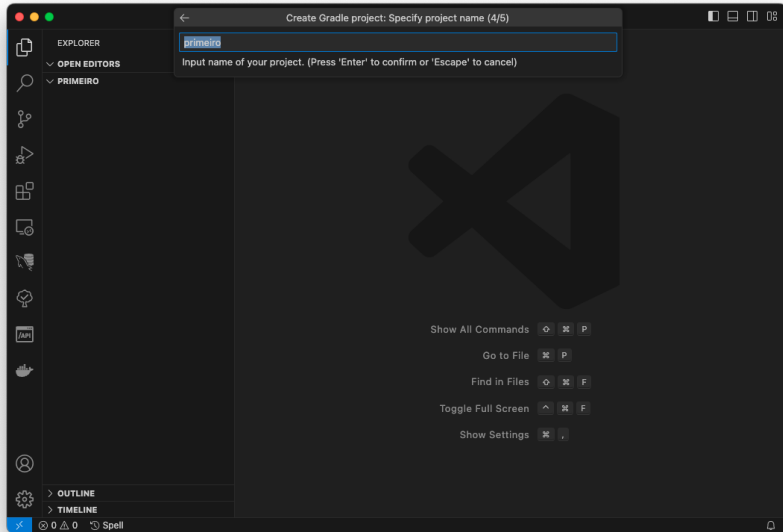 Create Gradle project: Specify project name (4/5)
primeiro
Input name of your project. (Press 'Enter' to confirm or 'Escape' to cancel)
EXPLORER
OPEN EDITORS
PRIMEIRO
/API
Show All Commands ⇧ ⌘ P
Go to File ⌘ P
Find in Files ⇧ ⌘ F
Toggle Full Screen ^ ⌘ F
Show Settings ⌘ ,
OUTLINE
TIMELINE
0 0 Spell